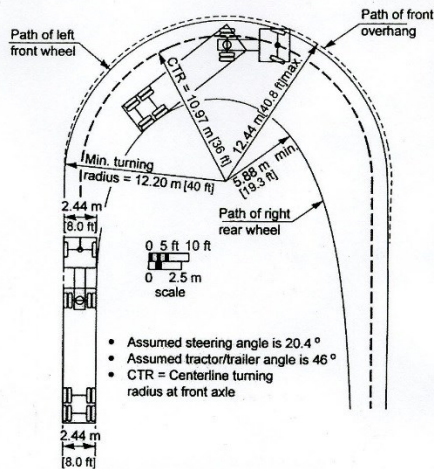 Path of left
front wheel
Path of front
overhang
CTR = 10.97 m [36 ft]
12.44 m [40.8 ft] max.
Min. turning
radius = 12.20 m [40 ft]
5.88 m min.
[19.3 ft]
2.44 m
[8.0 ft]
Path of right
rear wheel
0 5 ft 10 ft
0 2.5 m
scale
• Assumed steering angle is 20.4 °
• Assumed tractor/trailer angle is 46 °
• CTR = Centerline turning
radius at front axle
2.44 m
[8.0 ft]